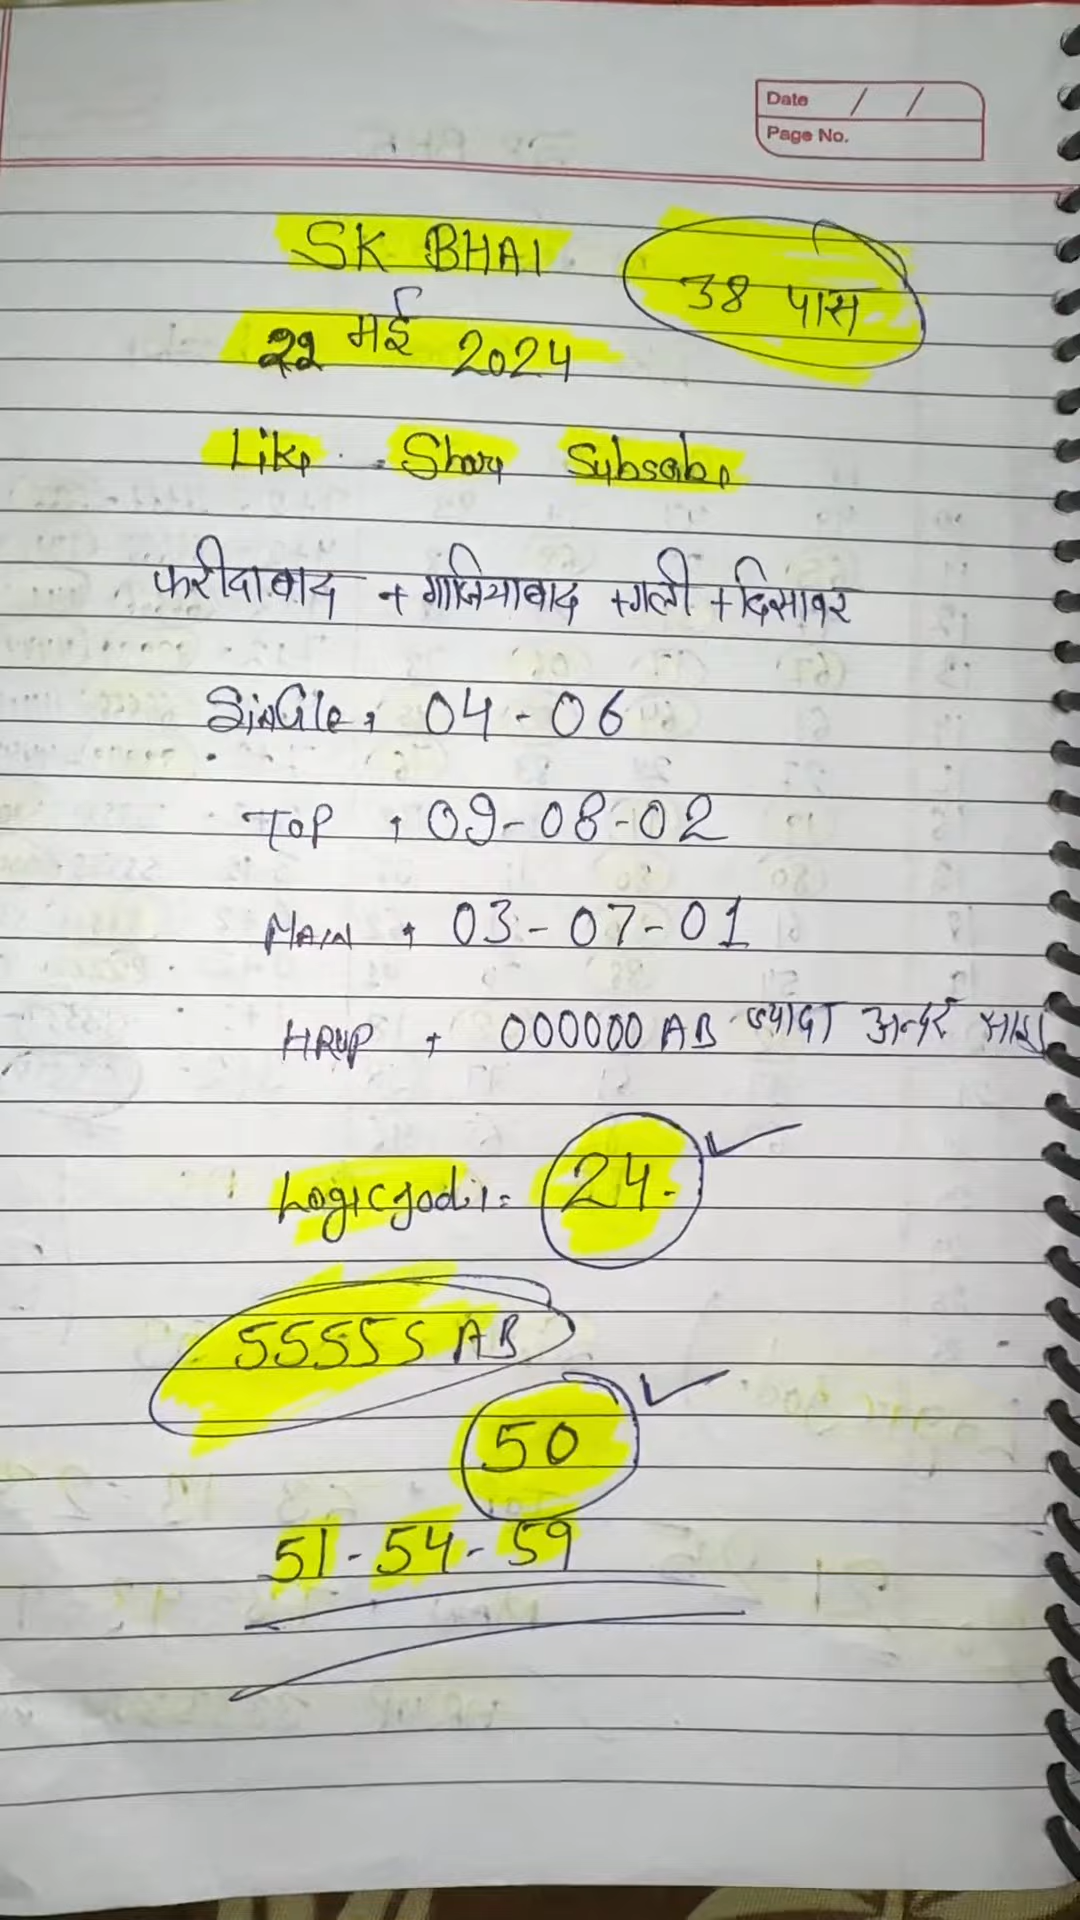 Date / /
Page No.
SK BHAI
38 पास
22 मई 2024
Like Share Subscribe
फरीदाबाद + गाजियाबाद + गली + दिसावर
SinGle + 04 - 06
TOP + 09 - 08 - 02
MAIN + 03 - 07 - 01
HRUP + 000000 AB ज्यादा अन्दर
Logic jodi = 24
55555 AB
50
51 - 54 - 59